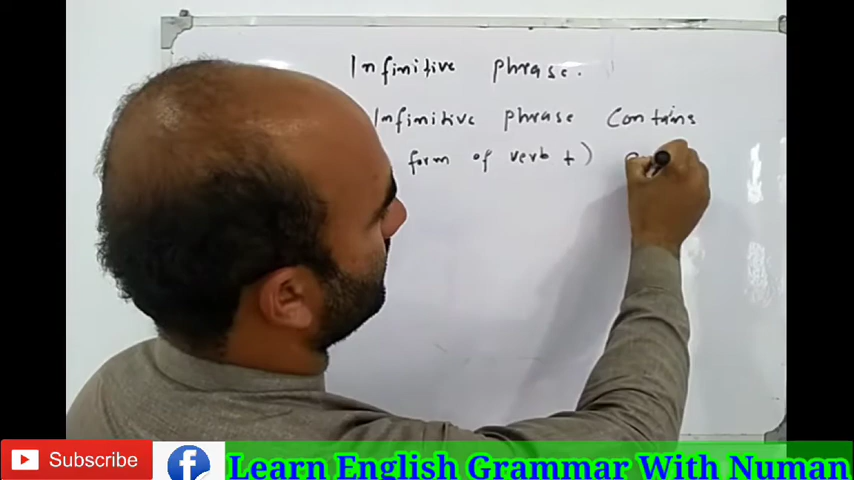 Infinitive Phrase.
Infinitive phrase Contains
form of verb + )
Subscribe
f
Learn English Grammar With Numan